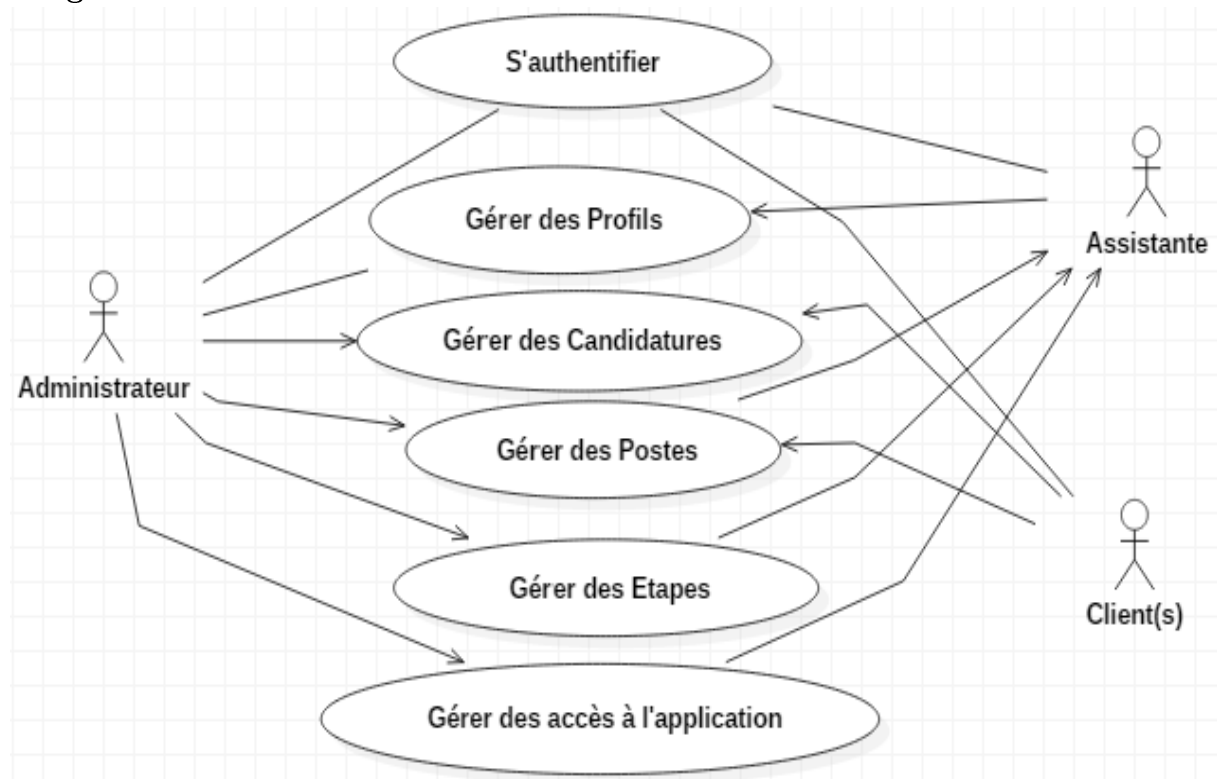 S'authentifier
Gérer des Profils
Assistante
Gérer des Candidatures
Administrateur
Gérer des Postes
Gérer des Etapes
Client(s)
Gérer des accès à l'application